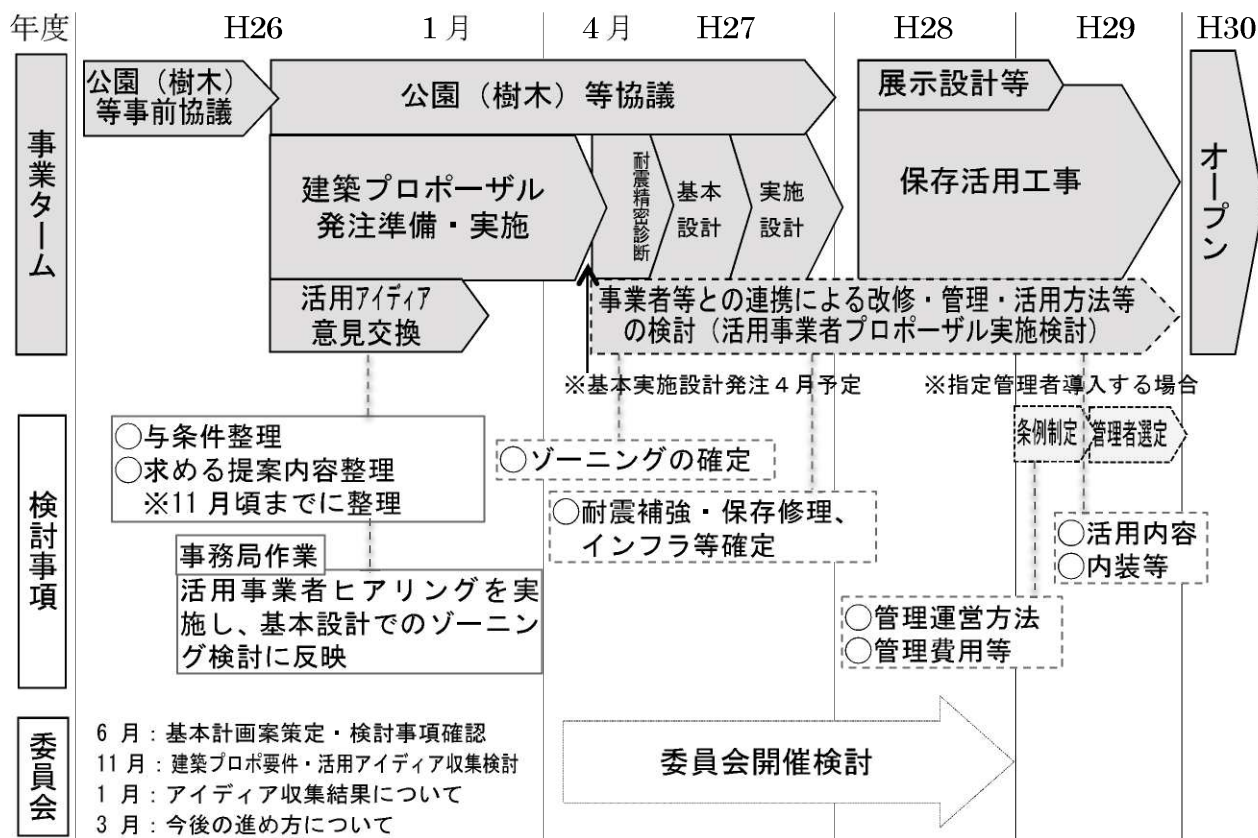 年度
H26
1月
4月
H27
H28
H29
H30
事業ターム
公園（樹木）
等事前協議
公園（樹木）等協議
展示設計等
建築プロポーザル
発注準備・実施
耐震精密診断
基本
設計
実施
設計
保存活用工事
オープン
活用アイディア
意見交換
事業者等との連携による改修・管理・活用方法等
の検討（活用事業者プロポーザル実施検討）
※基本実施設計発注４月予定
※指定管理者導入する場合
検討事項
○与条件整理
○求める提案内容整理
※11月頃までに整理
○ゾーニングの確定
条例制定
管理者選定
○耐震補強・保存修理、
インフラ等確定
○活用内容
○内装等
事務局作業
活用事業者ヒアリングを実
施し、基本設計でのゾーニン
グ検討に反映
○管理運営方法
○管理費用等
委員会
6 月：基本計画案策定・検討事項確認
11 月：建築プロポ要件・活用アイディア収集検討
1 月：アイディア収集結果について
3 月：今後の進め方について
委員会開催検討